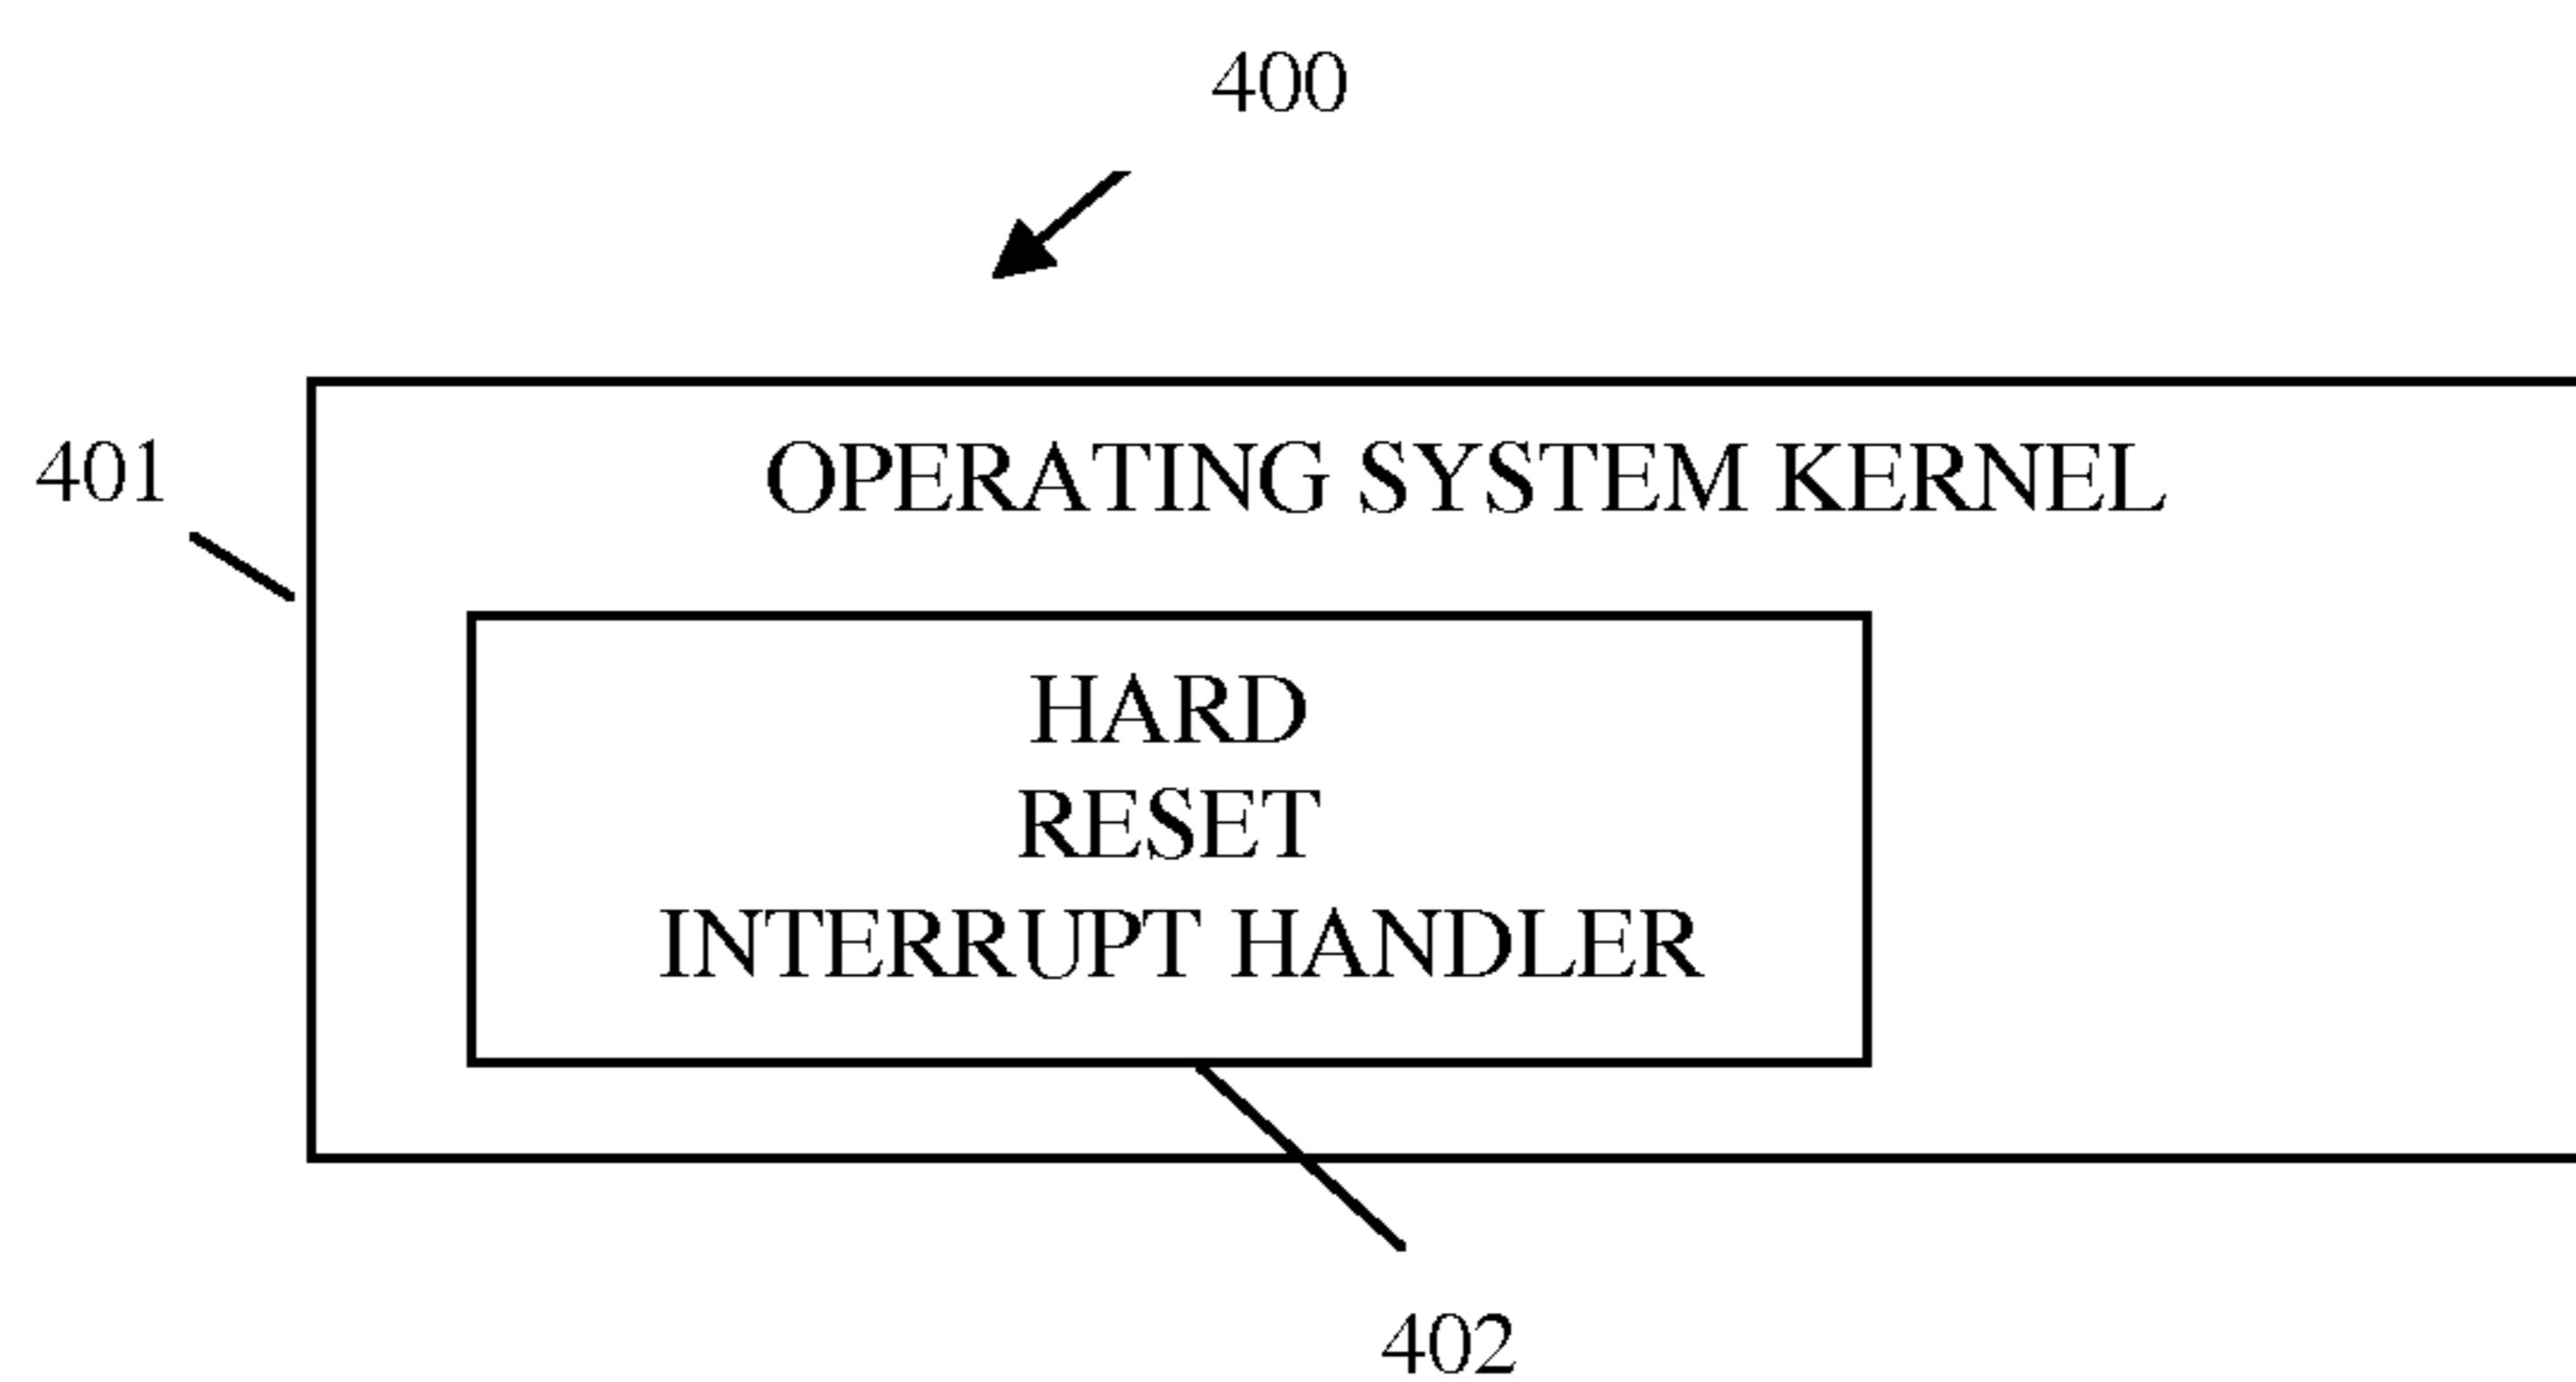 400
401
OPERATING SYSTEM KERNEL
HARD
RESET
INTERRUPT HANDLER
402